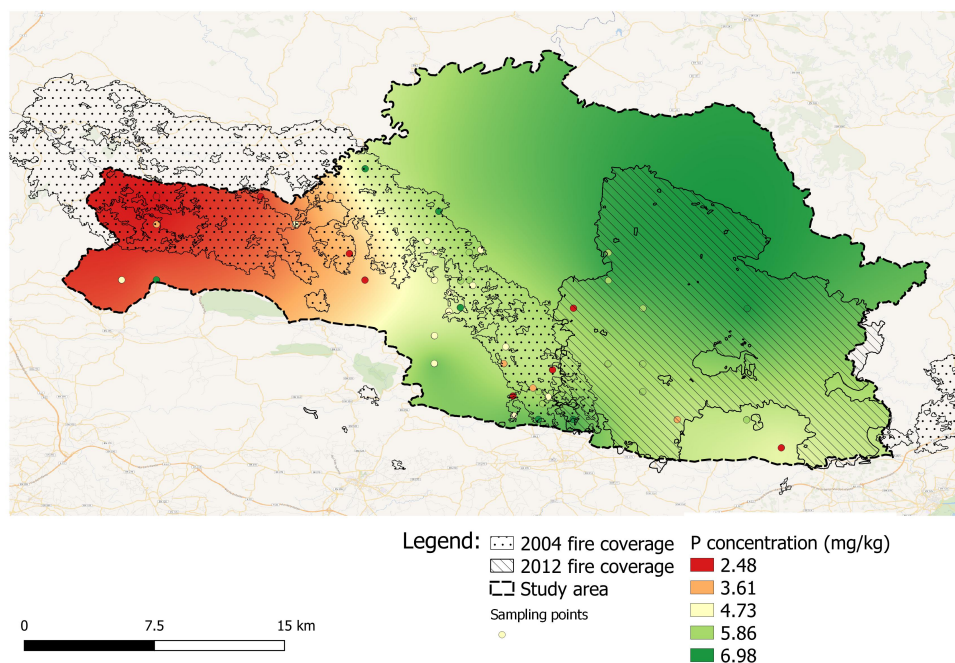 Legend:
2004 fire coverage
2012 fire coverage
Study area
Sampling points
P concentration (mg/kg)
2.48
3.61
4.73
5.86
6.98
0 7.5 15 km